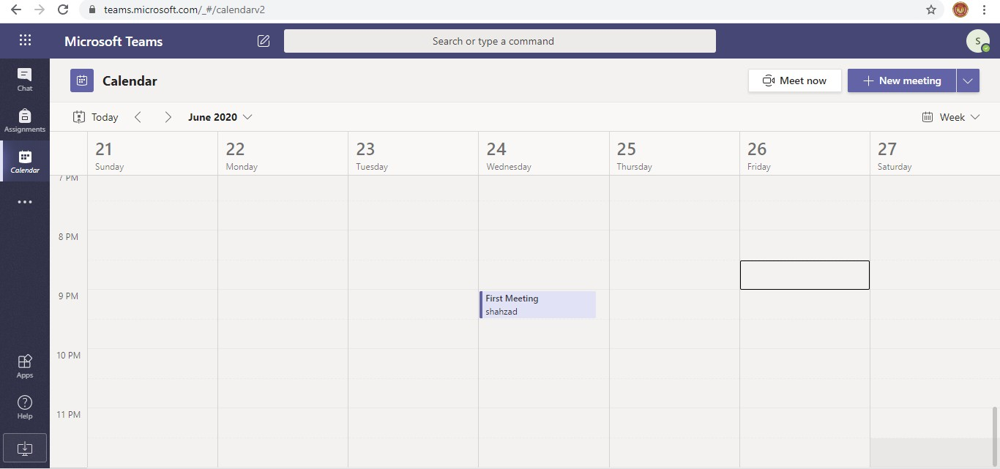 teams.microsoft.com/_#/calendarv2
Microsoft Teams
Search or type a command
S
Chat
Assignments
Calendar
Apps
Help
Calendar
Meet now
New meeting
Today
June 2020
Week
21
Sunday
22
Monday
23
Tuesday
24
Wednesday
25
Thursday
26
Friday
27
Saturday
7 PM
8 PM
9 PM
10 PM
11 PM
First Meeting
shahzad